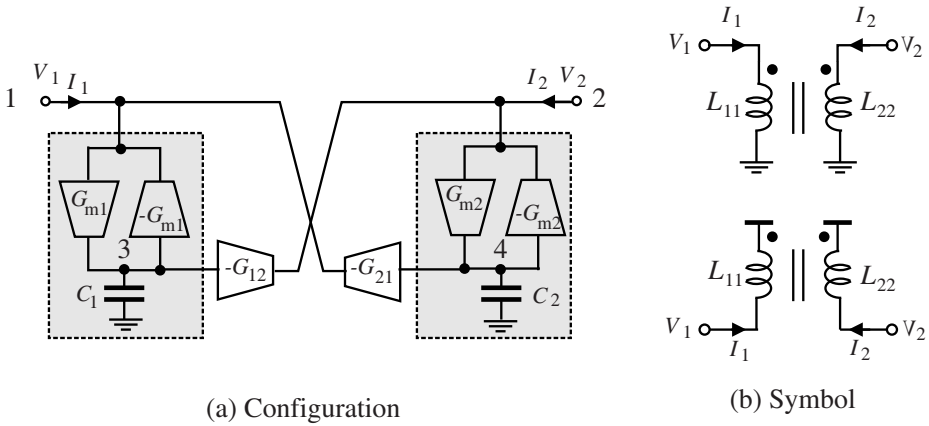 1 V1 I1 I2 V2 2
Gm1 -Gm1 Gm2 -Gm2
3 4
-G12 -G21
C1 C2
(a) Configuration
I1 I2
V1 V2
L11 L22
L11 L22
V1 V2
I1 I2
(b) Symbol